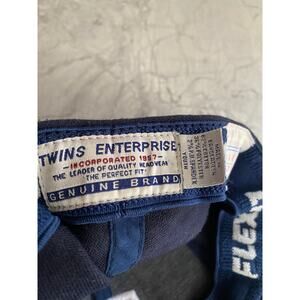 TWINS ENTERPRISE
INCORPORATED 1957
THE LEADER OF QUALITY HEADWEAR
THE PERFECT FIT
GENUINE BRAND
FLEX